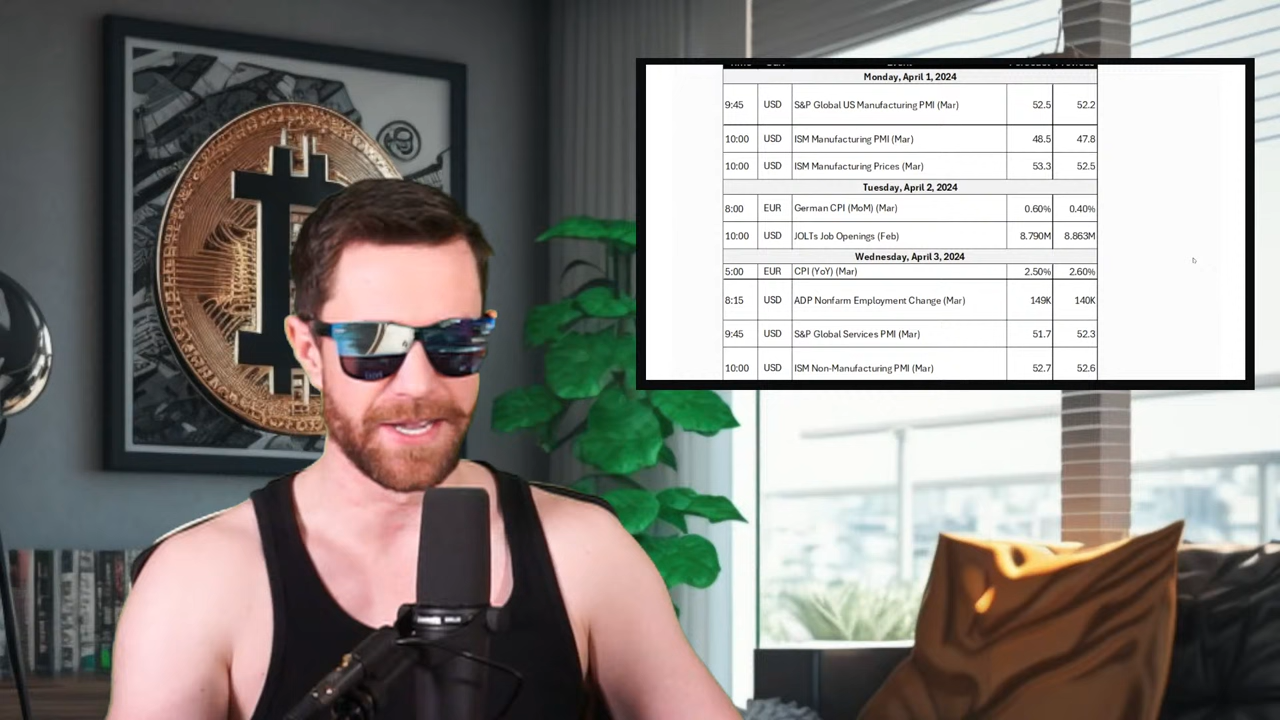 Monday, April 1, 2024
9:45 USD S&P Global US Manufacturing PMI (Mar) 52.5 52.2
10:00 USD ISM Manufacturing PMI (Mar) 48.5 47.8
10:00 USD ISM Manufacturing Prices (Mar) 53.3 52.5
Tuesday, April 2, 2024
8:00 EUR German CPI (MoM) (Mar) 0.60% 0.40%
10:00 USD JOLTs Job Openings (Feb) 8.790M 8.863M
Wednesday, April 3, 2024
5:00 EUR CPI (YoY) (Mar) 2.50% 2.60%
8:15 USD ADP Nonfarm Employment Change (Mar) 149K 140K
9:45 USD S&P Global Services PMI (Mar) 51.7 52.3
10:00 USD ISM Non-Manufacturing PMI (Mar) 52.7 52.6